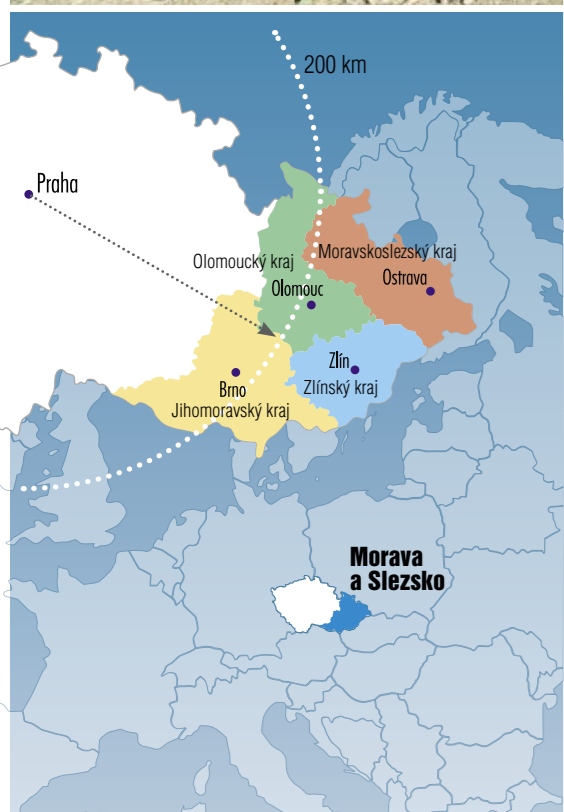 200 km
Praha
Olomoucký kraj
Moravskoslezský kraj
Olomouc
Ostrava
Zlín
Zlínský kraj
Brno
Jihomoravský kraj
Morava
a Slezsko